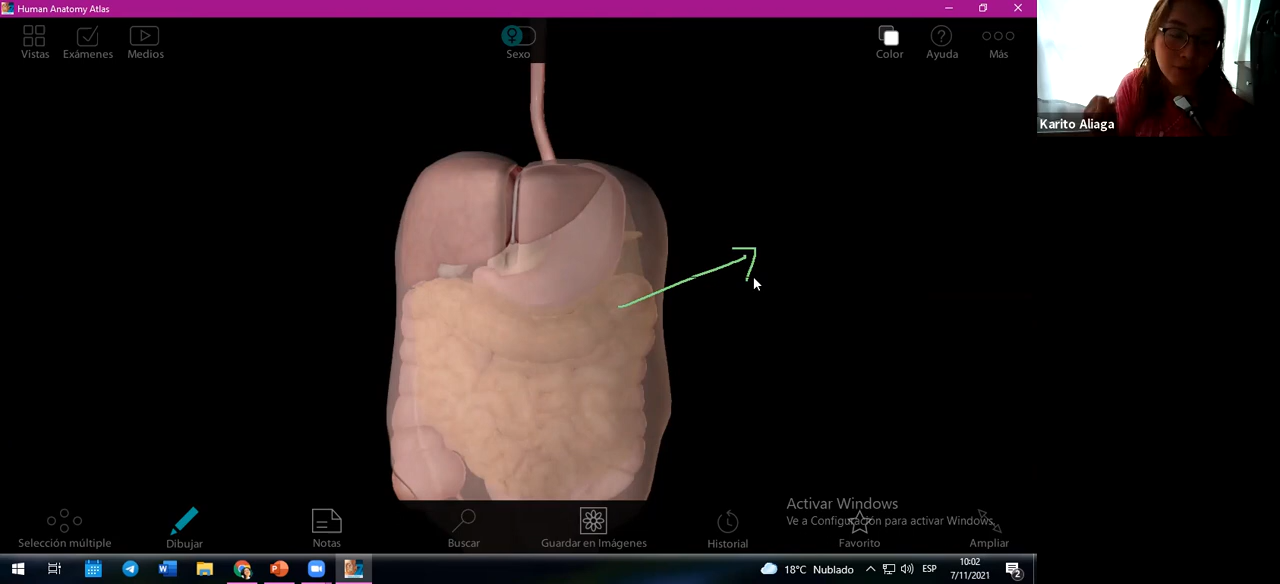 Human Anatomy Atlas
Vistas
Exámenes
Medios
Sexo
Color
Ayuda
Más
Karito Aliaga
Activar Windows
Ve a Configuración para activar Windows.
Selección múltiple
Dibujar
Notas
Buscar
Guardar en Imágenes
Historial
Favorito
Ampliar
18°C Nublado
ESP
10:02
7/11/2021
2